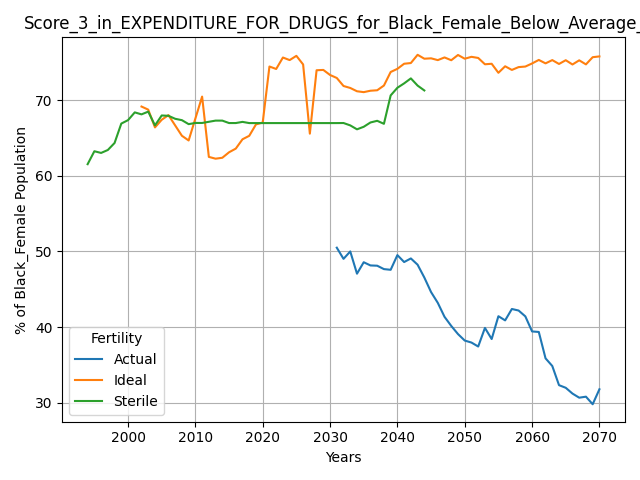 Score_3_in_EXPENDITURE_FOR_DRUGS_for_Black_Female_Below_Average_
% of Black_Female Population
70
60
50
40
30
Fertility
Actual
Ideal
Sterile
2000 2010 2020 2030 2040 2050 2060 2070
Years